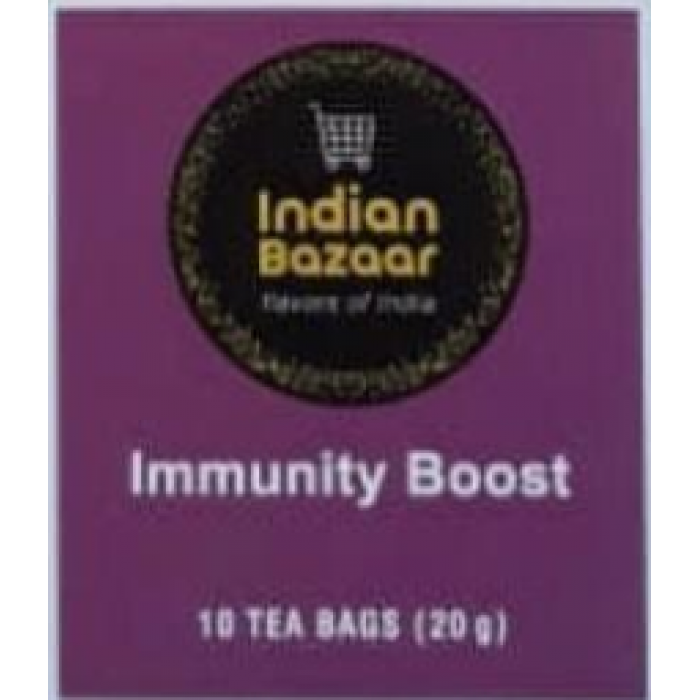 Indian
Bazaar
flavors of India
Immunity Boost
10 TEA BAGS (20 g)